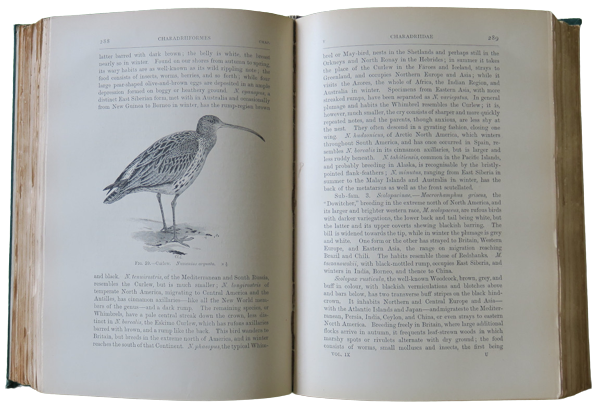 288 CHARADRIIFORMES CHAP.
latter barred with dark brown; the belly is white, the breast
nearly so in winter. Found on our shores from autumn to spring,
its wary habits are as well-known as its wild rippling note; the
food consists of insects, worms, berries, and so forth; while four
large pear-shaped olive-brown eggs are deposited in an simple
depression formed on boggy or heathery ground. N. cyanopus, a
distinct East Siberian form, met with in Australia and occasionally
from New Guinea to Borneo in winter, has the rump-region brown
Curlew. Numenius arquata.
and black. N. tenuirostris, of the Mediterranean and South Russia,
resembles the Curlew, but is much smaller; N. longirostris of
temperate North America, migrating to Central America and the
Antilles, has cinnamon axillaries—like all the New World members
of the genus—and a dark rump. The remaining species, or
Whimbrels, have a pale central streak down the crown, less distinct
in N. borealis, the Eskimo Curlew, which has rufous axillaries
barred with brown, and a rump like the back. This bird wanders to
Britain, but breeds in the extreme north of America, and in winter
reaches the south of that Continent. N. phaeopus, the typical Whim-
CHARADRIIDAE 289
brel or May-bird, nests in the Shetlands and perhaps still in the
Orkneys and North Ronay in the Hebrides; in summer it takes
the place of the Curlew in the Färoes and Iceland, strays to
Greenland, and occupies Northern Europe and Asia; while it
visits the Azores, the whole of Africa, the Indian Region, and
Australia in winter. Specimens from Eastern Asia, with more
streaked rumps, have been separated as N. variegatus. In general
plumage and habits the Whimbrel resembles the Curlew; it is,
however, much smaller, the cry consists of sharper and more quickly
repeated notes, and the parents, though anxious, are less shy at
the nest. They often demand in a gyrating fashion, closing one
wing. N. hudsonicus, of Arctic North America, which winters
throughout South America, and has once occurred in Spain, resembles
N. borealis in its cinnamon axillaries, but is larger and
less ruddy beneath. N. tahitiensis, common in the Pacific Islands,
and probably breeding in Alaska, is recognisable by the bristly-
pointed flank-feathers; N. minutus, ranging from East Siberia in
summer to the Malay Islands and Australia in winter, has the
back of the metatarsus as well as the front scutellated.
Sub-fam. 3. Scolopacinae.—Macrorhamphus griseus, the
"Dowitcher," breeding in the extreme north of North America, and
its larger and brighter western race, M. scolopaceus, are rufous birds
with darker variegations, the lower back and tail being white, but
the latter and its upper coverts shewing blackish barring. The
bill is widened towards the tip, while in winter the plumage is grey
and white. One form or the other has strayed to Britain, Western
Europe, and Eastern Asia, the range on migration reaching
Brazil and Chili. The habits resemble those of Redshanks. M.
taczanowskii, with black-mottled rump, occupies East Siberia, and
winters in India, Borneo, and thence to China.
Scolopax rusticula, the well-known Woodcock, brown, grey, and
buff in colour, with blackish vermiculations and blotches above
and bars below, has two transverse buff stripes on the black hind-
crown. It inhabits Northern and Central Europe and Asia—
with the Atlantic Islands and Japan—and migrates to the Mediterranean,
Persia, India, Ceylon, and China, or even strays to eastern
North America. Breeding freely in Britain, where large additional
flocks arrive in autumn, it frequents leaf-strewn woods in which
marshy spots or rivulets alternate with dry ground; the food
consists of worms, small molluscs and insects, the first being
VOL. IX U